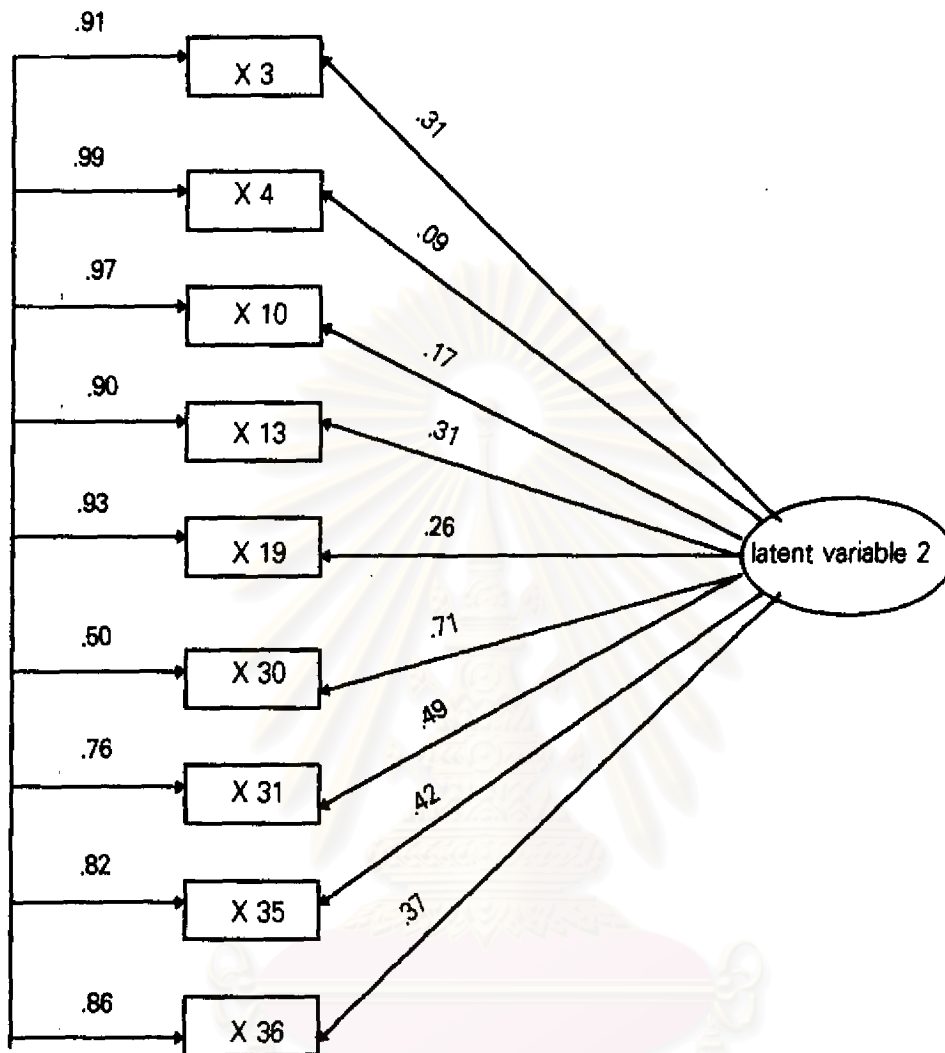 .91
X 3
.31
.99
X 4
.09
.97
X 10
.17
.90
X 13
.31
.93
X 19
.26
latent variable 2
.50
X 30
.71
.76
X 31
.49
.82
X 35
.42
.86
X 36
.37